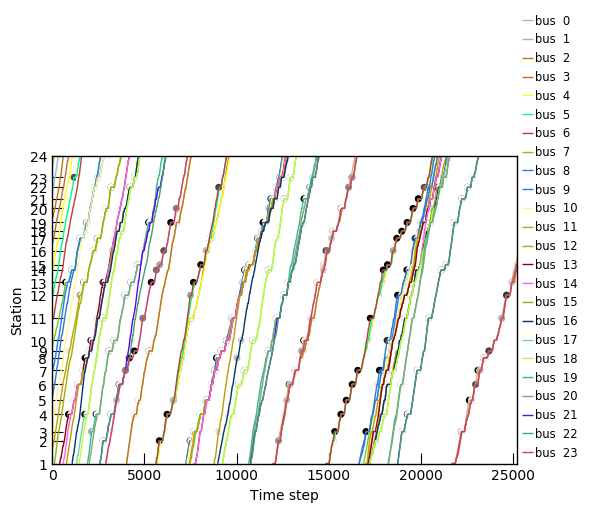 bus 0
bus 1
bus 2
bus 3
bus 4
bus 5
bus 6
bus 7
bus 8
bus 9
bus 10
bus 11
bus 12
bus 13
bus 14
bus 15
bus 16
bus 17
bus 18
bus 19
bus 20
bus 21
bus 22
bus 23
Station
24
23
22
21
20
19
18
17
16
15
14
13
12
11
10
9
8
7
6
5
4
3
2
1
0 5000 10000 15000 20000 25000
Time step